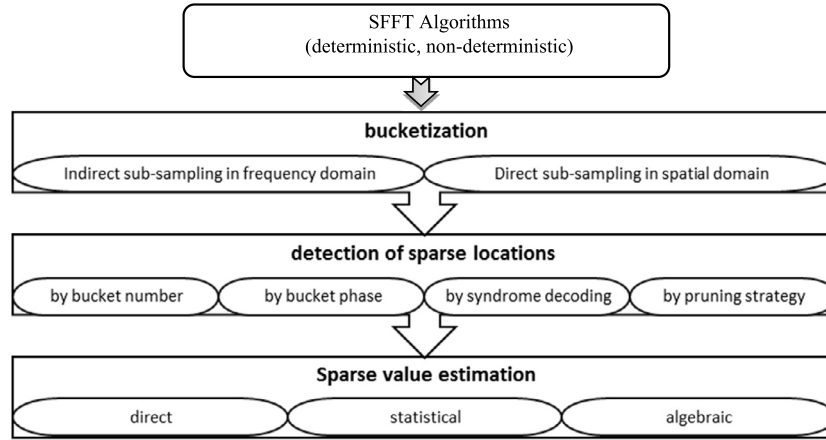 SFFT Algorithms
(deterministic, non-deterministic)
bucketization
Indirect sub-sampling in frequency domain
Direct sub-sampling in spatial domain
detection of sparse locations
by bucket number
by bucket phase
by syndrome decoding
by pruning strategy
Sparse value estimation
direct
statistical
algebraic